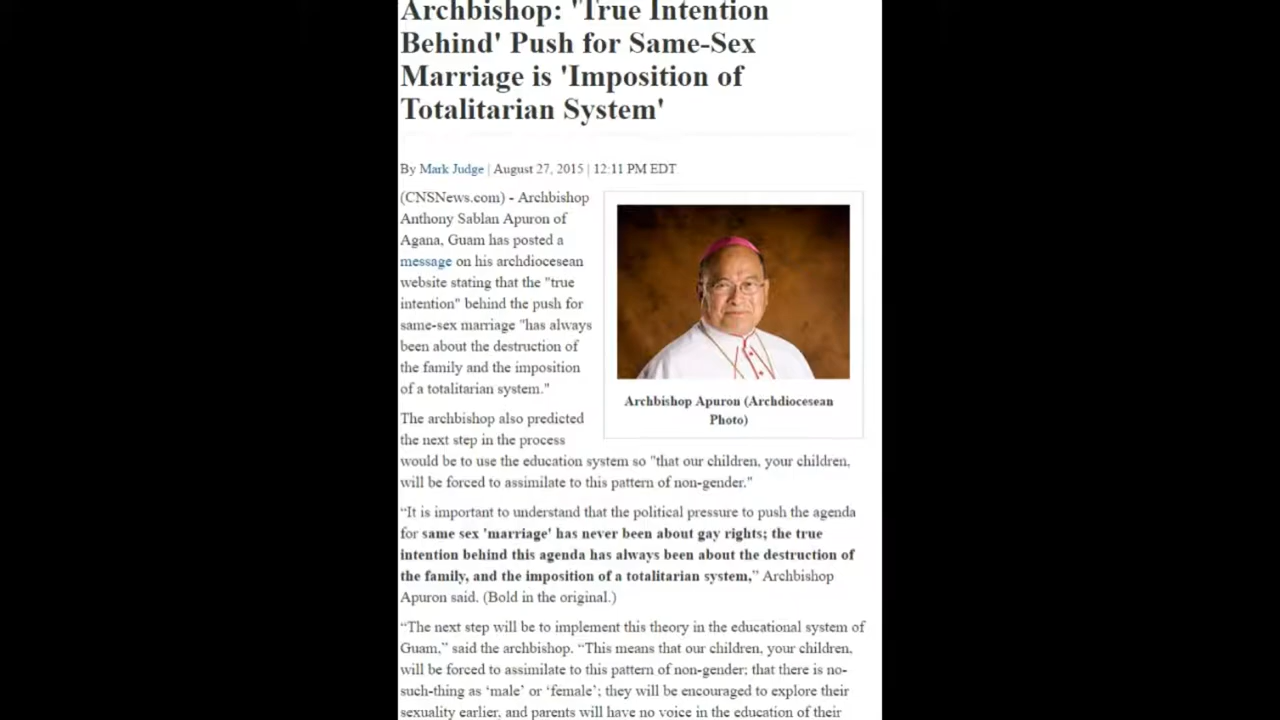 Archbishop: 'True Intention
Behind' Push for Same-Sex
Marriage is 'Imposition of
Totalitarian System'
By Mark Judge | August 27, 2015 | 12:11 PM EDT
(CNSNews.com) - Archbishop
Anthony Sablan Apuron of
Agana, Guam has posted a
message on his archdiocesean
website stating that the "true
intention" behind the push for
same-sex marriage "has always
been about the destruction of
the family and the imposition
of a totalitarian system."
Archbishop Apuron (Archdiocesean
Photo)
The archbishop also predicted
the next step in the process
would be to use the education system so "that our children, your children,
will be forced to assimilate to this pattern of non-gender."
“It is important to understand that the political pressure to push the agenda
for same sex 'marriage' has never been about gay rights; the true
intention behind this agenda has always been about the destruction of
the family, and the imposition of a totalitarian system,” Archbishop
Apuron said. (Bold in the original.)
“The next step will be to implement this theory in the educational system of
Guam,” said the archbishop. “This means that our children, your children,
will be forced to assimilate to this pattern of non-gender; that there is no-
such-thing as ‘male’ or ‘female’; they will be encouraged to explore their
sexuality earlier, and parents will have no voice in the education of their